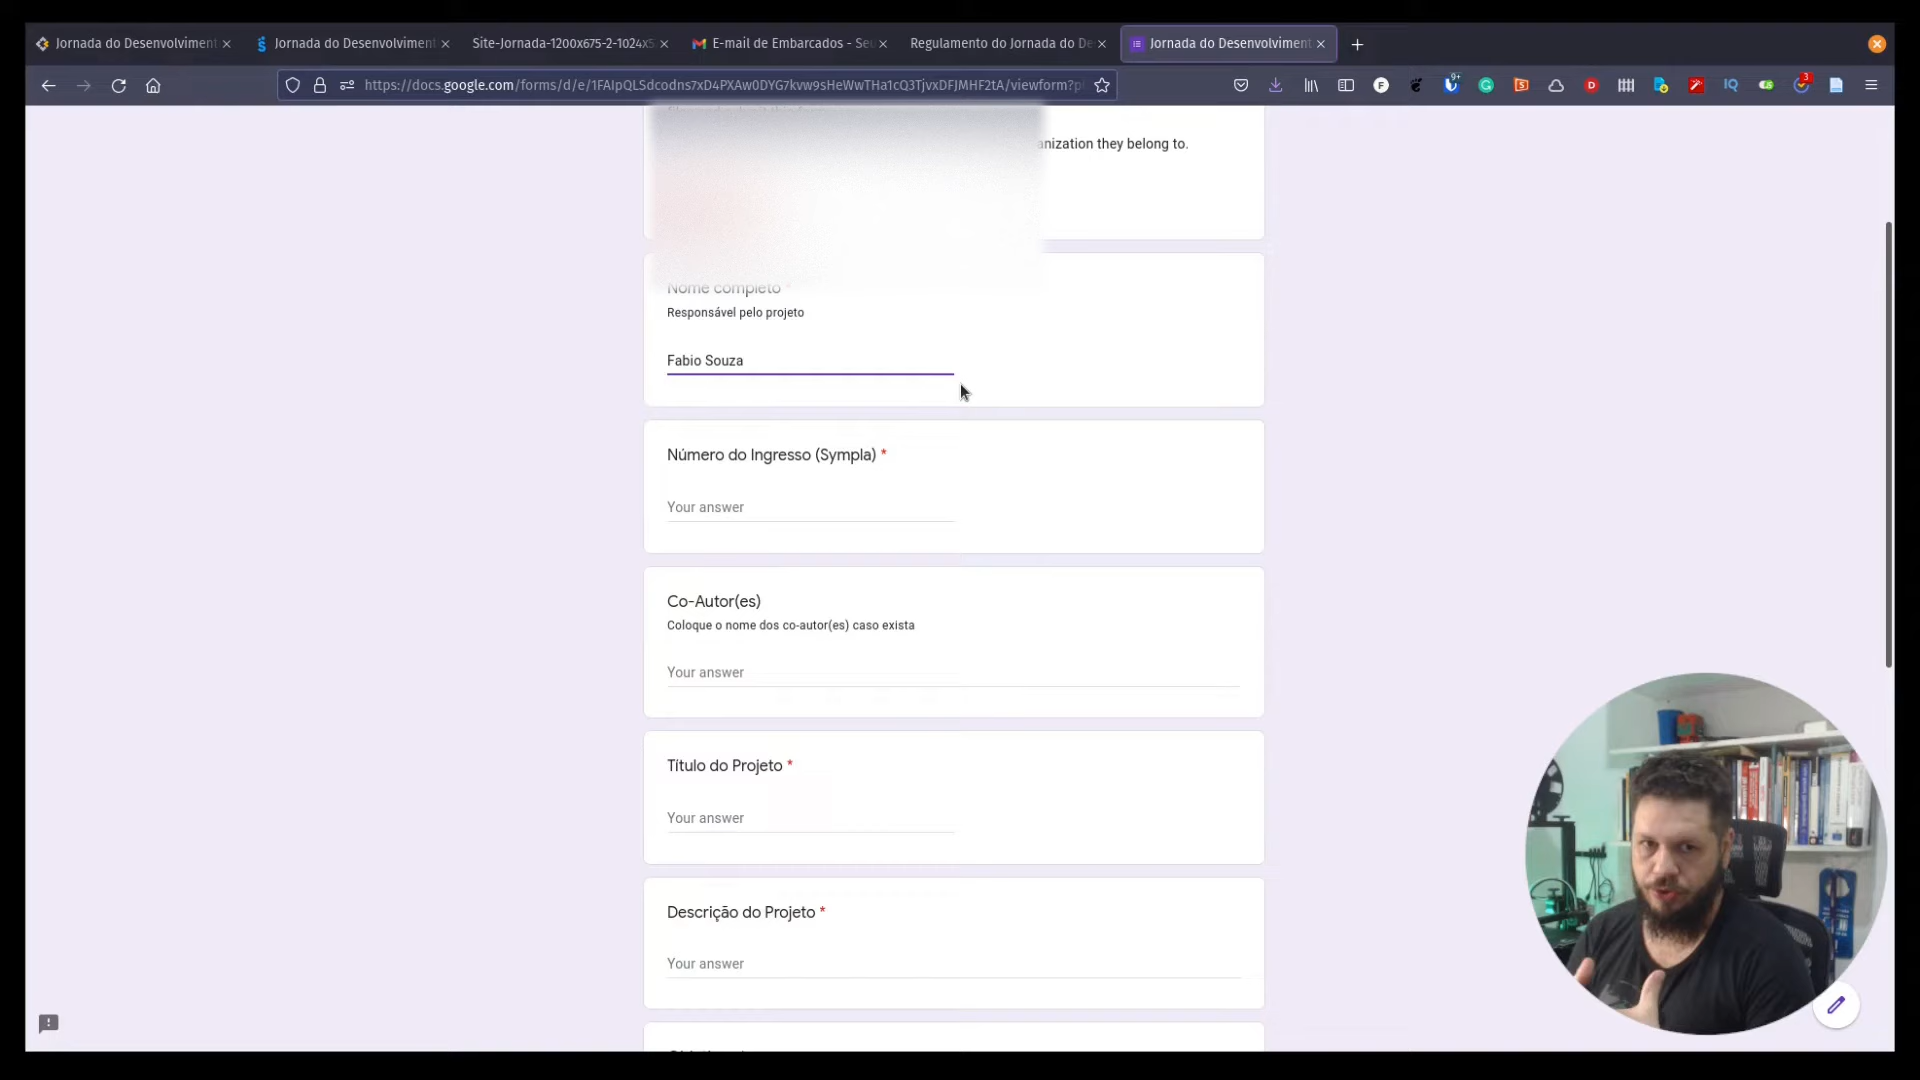 Jornada do Desenvolviment
Jornada do Desenvolviment
Site-Jornada-1200x675-2-1024x5
E-mail de Embarcados - Seu
Regulamento do Jornada do De
Jornada do Desenvolviment
https://docs.google.com/forms/d/e/1FAIpQLSdcodns7xD4PXAw0DYG7kvw9sHeWwTHa1cQ3TjvxDFJMHF2tA/viewform?p
9+
3
anization they belong to.
Nome completo *
Responsável pelo projeto
Fabio Souza
Número do Ingresso (Sympla) *
Your answer
Co-Autor(es)
Coloque o nome dos co-autor(es) caso exista
Your answer
Título do Projeto *
Your answer
Descrição do Projeto *
Your answer